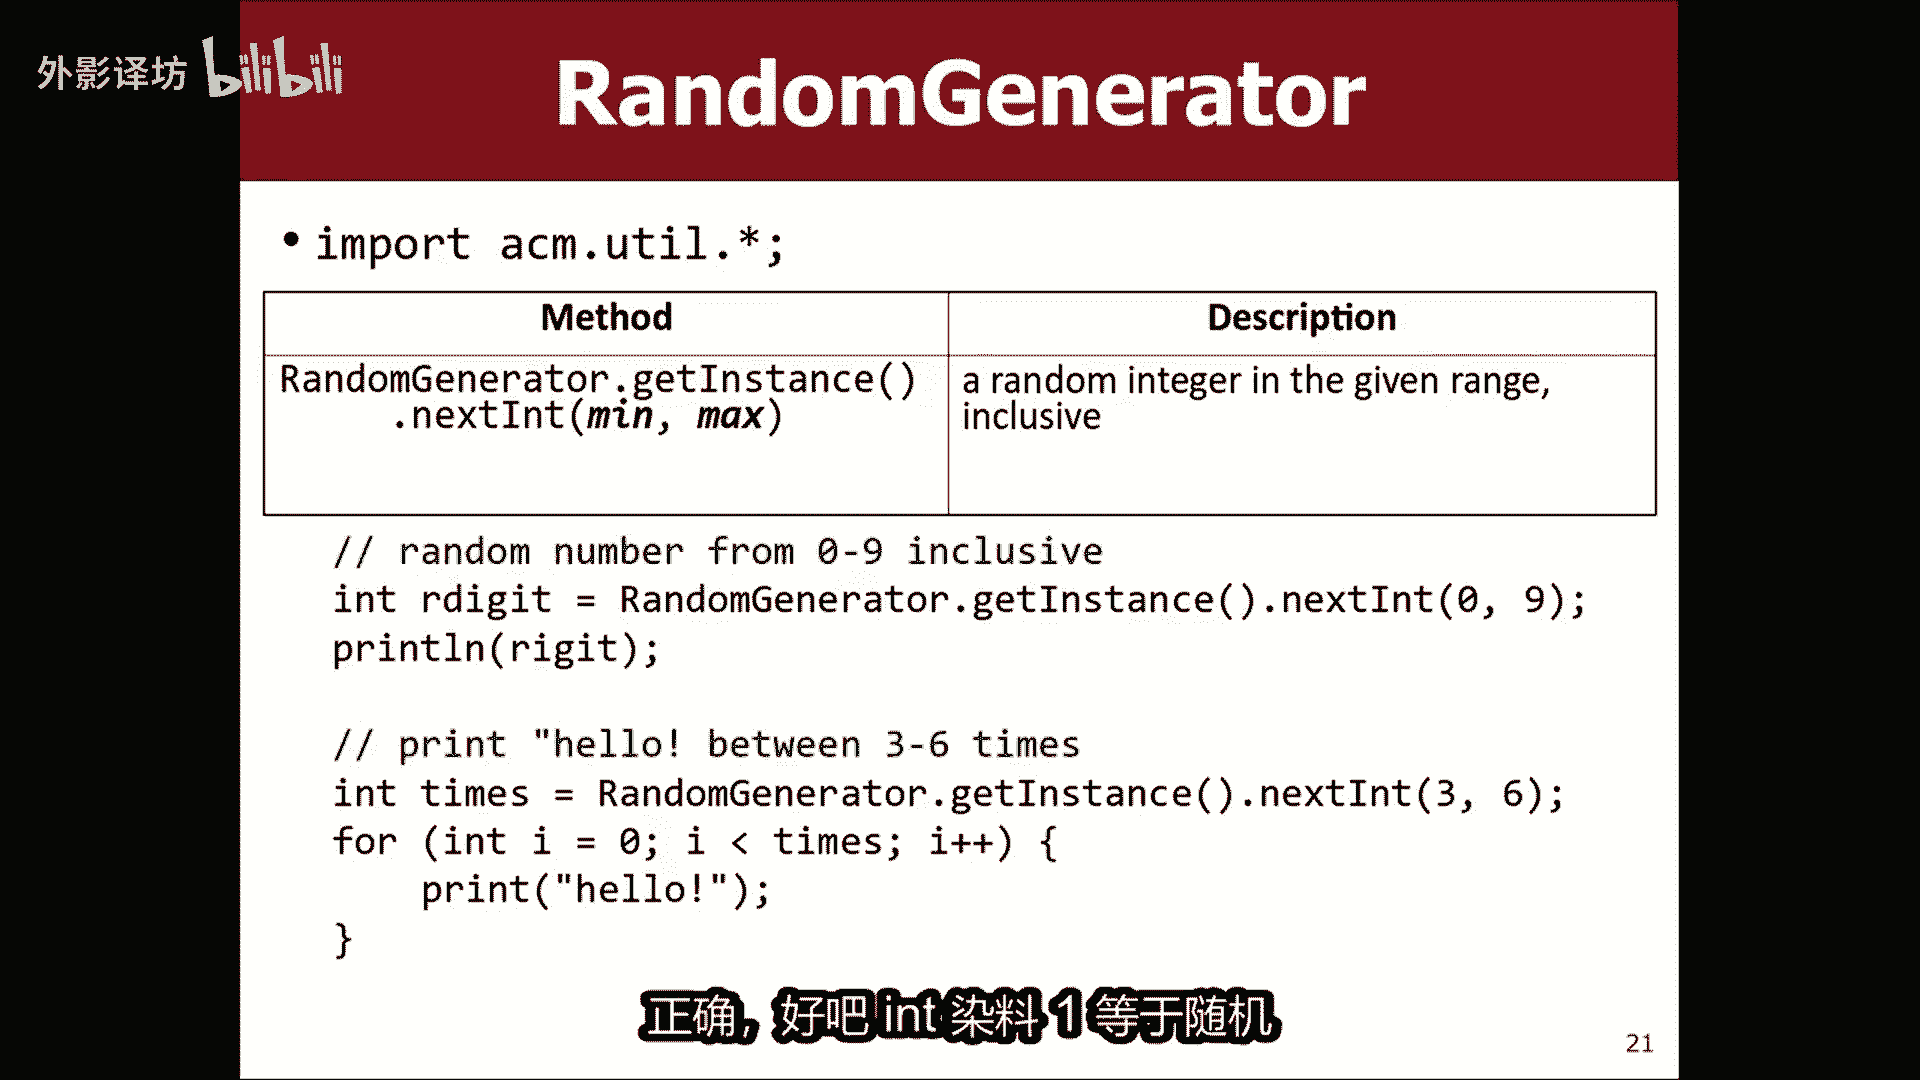 外影译坊 bilibili
RandomGenerator
• import acm.util.*;
Method
Description
RandomGenerator.getInstance()
.nextInt(min, max)
a random integer in the given range,
inclusive
// random number from 0-9 inclusive
int rdigit = RandomGenerator.getInstance().nextInt(0, 9);
println(rigit);
// print "hello! between 3-6 times
int times = RandomGenerator.getInstance().nextInt(3, 6);
for (int i = 0; i < times; i++) {
    print("hello!");
}
正确，好吧 int 染料 1 等于随机
21